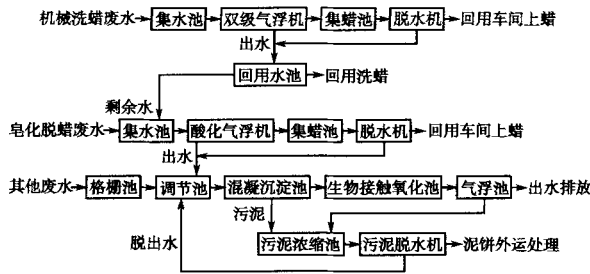 机械洗蜡废水 集水池 双级气浮机 集蜡池 脱水机 回用车间上蜡
出水
回用水池 回用洗蜡
剩余水
皂化脱蜡废水 集水池 酸化气浮机 集蜡池 脱水机 回用车间上蜡
出水
其他废水 格栅池 调节池 混凝沉淀池 生物接触氧化池 气浮池 出水排放
污泥
脱出水 污泥浓缩池 污泥脱水机 泥饼外运处理